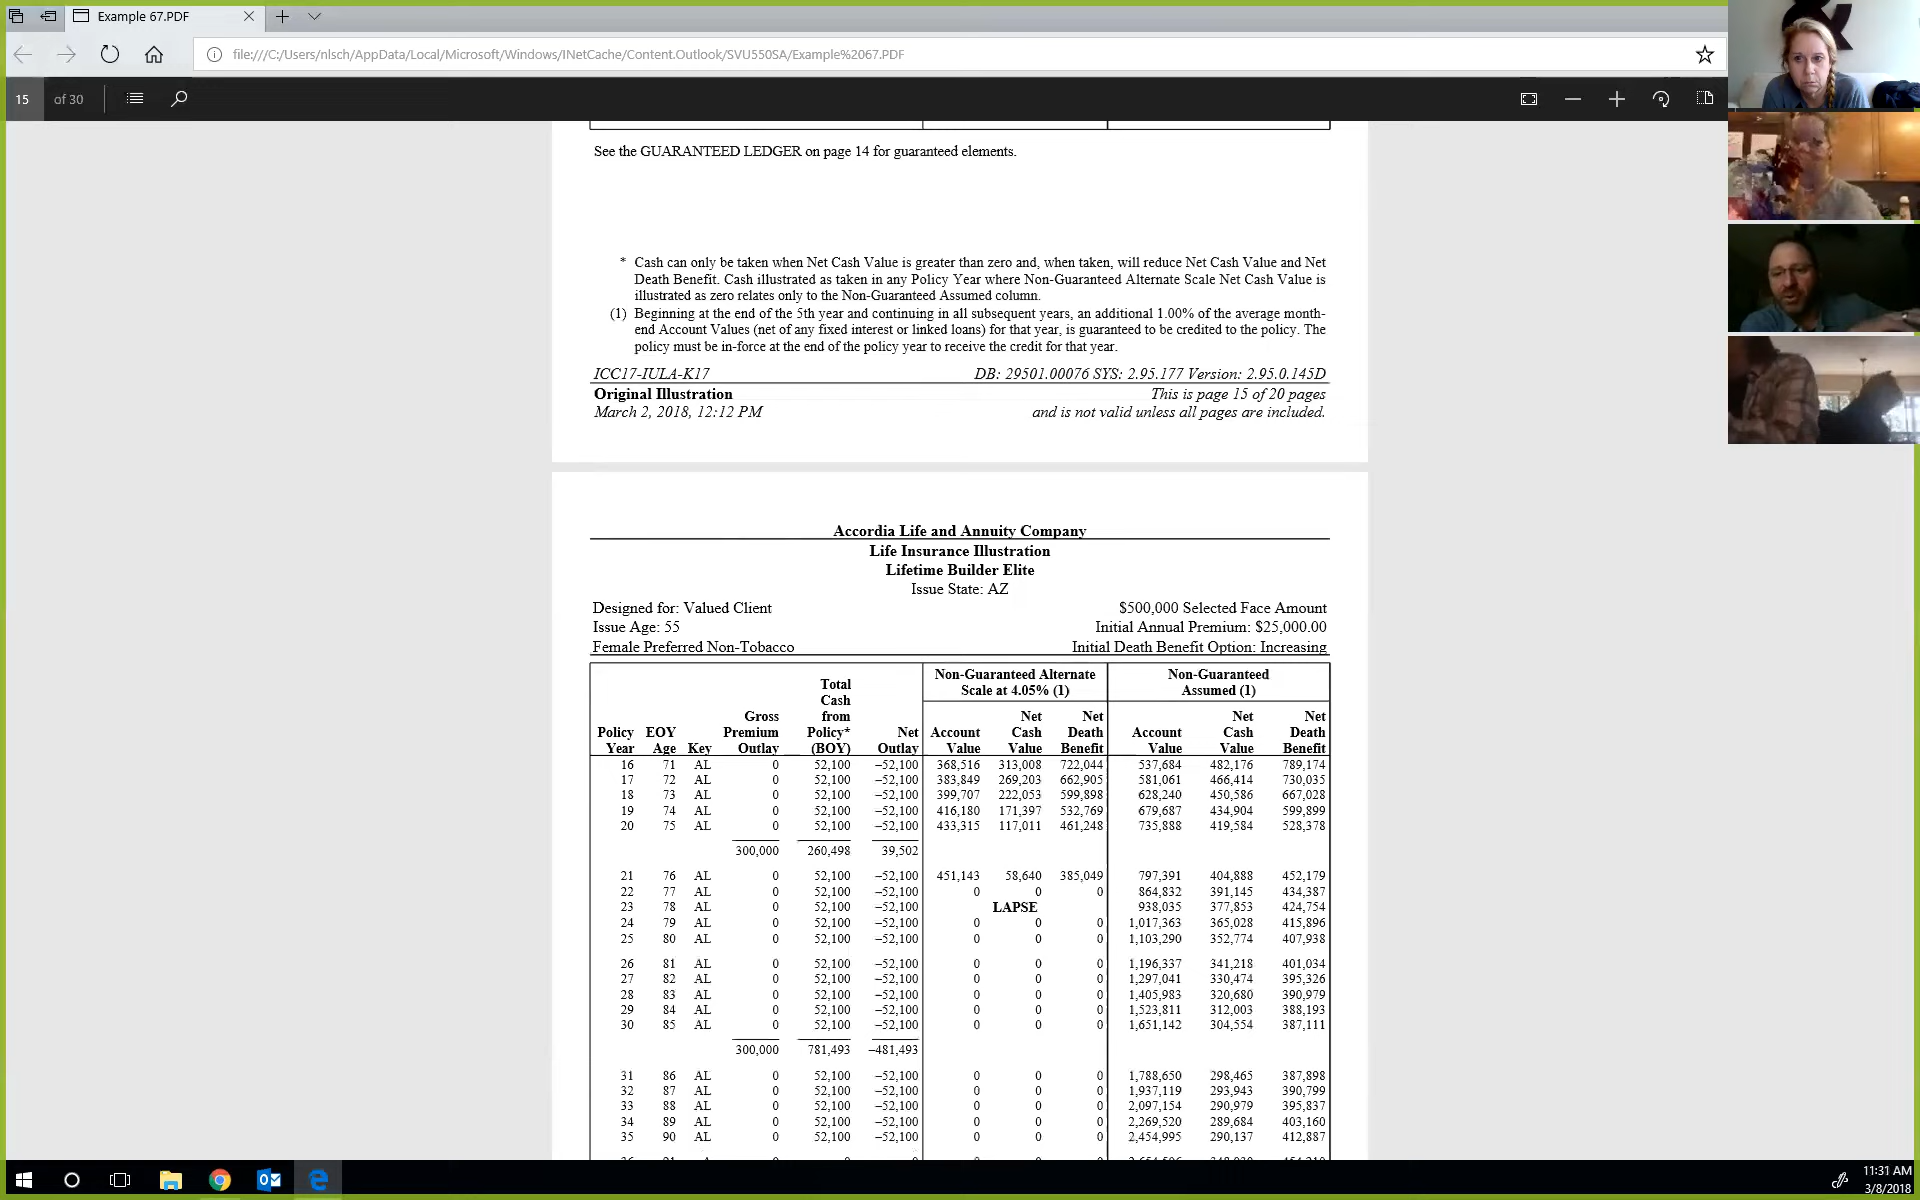 Example 67.PDF
file:///C:/Users/nlsch/AppData/Local/Microsoft/Windows/INetCache/Content.Outlook/SVU550SA/Example%2067.PDF
15 of 30
See the GUARANTEED LEDGER on page 14 for guaranteed elements.
* Cash can only be taken when Net Cash Value is greater than zero and, when taken, will reduce Net Cash Value and Net
Death Benefit. Cash illustrated as taken in any Policy Year where Non-Guaranteed Alternate Scale Net Cash Value is
illustrated as zero relates only to the Non-Guaranteed Assumed column.
(1) Beginning at the end of the 5th year and continuing in all subsequent years, an additional 1.00% of the average month-
end Account Values (net of any fixed interest or linked loans) for that year, is guaranteed to be credited to the policy. The
policy must be in-force at the end of the policy year to receive the credit for that year.
ICC17-IULA-K17 DB: 29501.00076 SYS: 2.95.177 Version: 2.95.0.145D
Original Illustration This is page 15 of 20 pages
March 2, 2018, 12:12 PM and is not valid unless all pages are included.
Accordia Life and Annuity Company
Life Insurance Illustration
Lifetime Builder Elite
Issue State: AZ
Designed for: Valued Client $500,000 Selected Face Amount
Issue Age: 55 Initial Annual Premium: $25,000.00
Female Preferred Non-Tobacco Initial Death Benefit Option: Increasing
Non-Guaranteed Alternate Non-Guaranteed
Total Scale at 4.05% (1) Assumed (1)
Cash
Gross from Net Net Net Net
Policy EOY Premium Policy* Net Account Cash Death Account Cash Death
Year Age Key Outlay (BOY) Outlay Value Value Benefit Value Value Benefit
16 71 AL 0 52,100 –52,100 368,516 313,008 722,044 537,684 482,176 789,174
17 72 AL 0 52,100 –52,100 383,849 269,203 662,905 581,061 466,414 730,035
18 73 AL 0 52,100 –52,100 399,707 222,053 599,898 628,240 450,586 667,028
19 74 AL 0 52,100 –52,100 416,180 171,397 532,769 679,687 434,904 599,899
20 75 AL 0 52,100 –52,100 433,315 117,011 461,248 735,888 419,584 528,378
300,000 260,498 39,502
21 76 AL 0 52,100 –52,100 451,143 58,640 385,049 797,391 404,888 452,179
22 77 AL 0 52,100 –52,100 0 0 0 864,832 391,145 434,387
23 78 AL 0 52,100 –52,100 LAPSE 938,035 377,853 424,754
24 79 AL 0 52,100 –52,100 0 0 0 1,017,363 365,028 415,896
25 80 AL 0 52,100 –52,100 0 0 0 1,103,290 352,774 407,938
26 81 AL 0 52,100 –52,100 0 0 0 1,196,337 341,218 401,034
27 82 AL 0 52,100 –52,100 0 0 0 1,297,041 330,474 395,326
28 83 AL 0 52,100 –52,100 0 0 0 1,405,983 320,680 390,979
29 84 AL 0 52,100 –52,100 0 0 0 1,523,811 312,003 388,193
30 85 AL 0 52,100 –52,100 0 0 0 1,651,142 304,554 387,111
300,000 781,493 –481,493
31 86 AL 0 52,100 –52,100 0 0 0 1,788,650 298,465 387,898
32 87 AL 0 52,100 –52,100 0 0 0 1,937,119 293,943 390,799
33 88 AL 0 52,100 –52,100 0 0 0 2,097,154 290,979 395,837
34 89 AL 0 52,100 –52,100 0 0 0 2,269,520 289,684 403,160
35 90 AL 0 52,100 –52,100 0 0 0 2,454,995 290,137 412,887
11:31 AM
3/8/2018